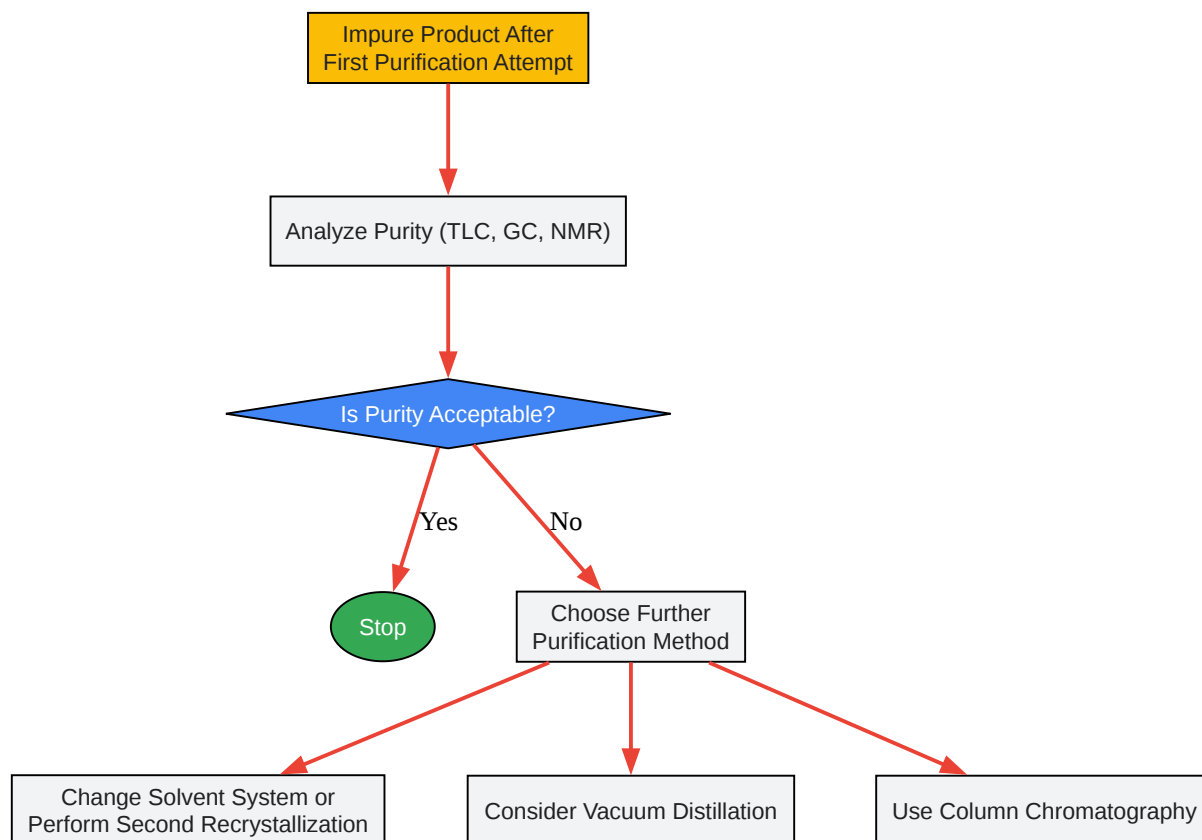 Impure Product After
First Purification Attempt
Analyze Purity (TLC, GC, NMR)
Is Purity Acceptable?
Yes
No
Stop
Choose Further
Purification Method
Change Solvent System or
Perform Second Recrystallization
Consider Vacuum Distillation
Use Column Chromatography